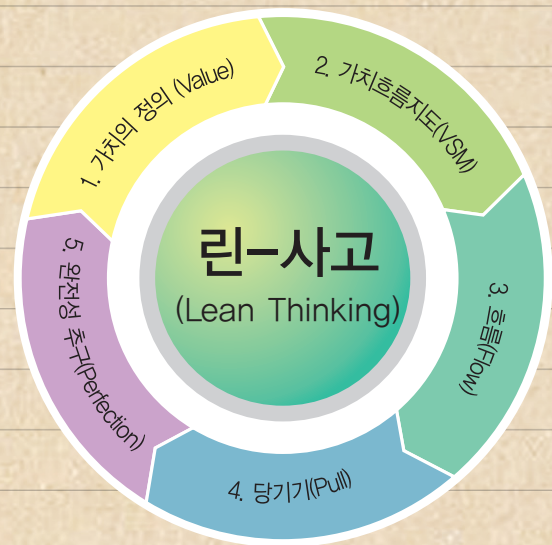 1. 가치의 정의 (Value)
2. 가치흐름지도(VSM)
3. 흐름(Flow)
4. 당기기(Pull)
5. 완전성 추구(Perfection)
린-사고
(Lean Thinking)